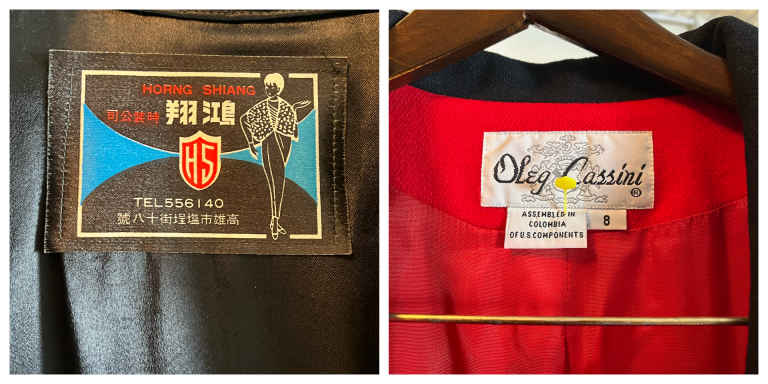 HORNG SHIANG
司公裝時 翔鴻
HS
TEL556140
號八十街埕塩市雄高
Oleg Cassini
®
ASSEMBLED IN
COLOMBIA
OF U.S. COMPONENTS
8